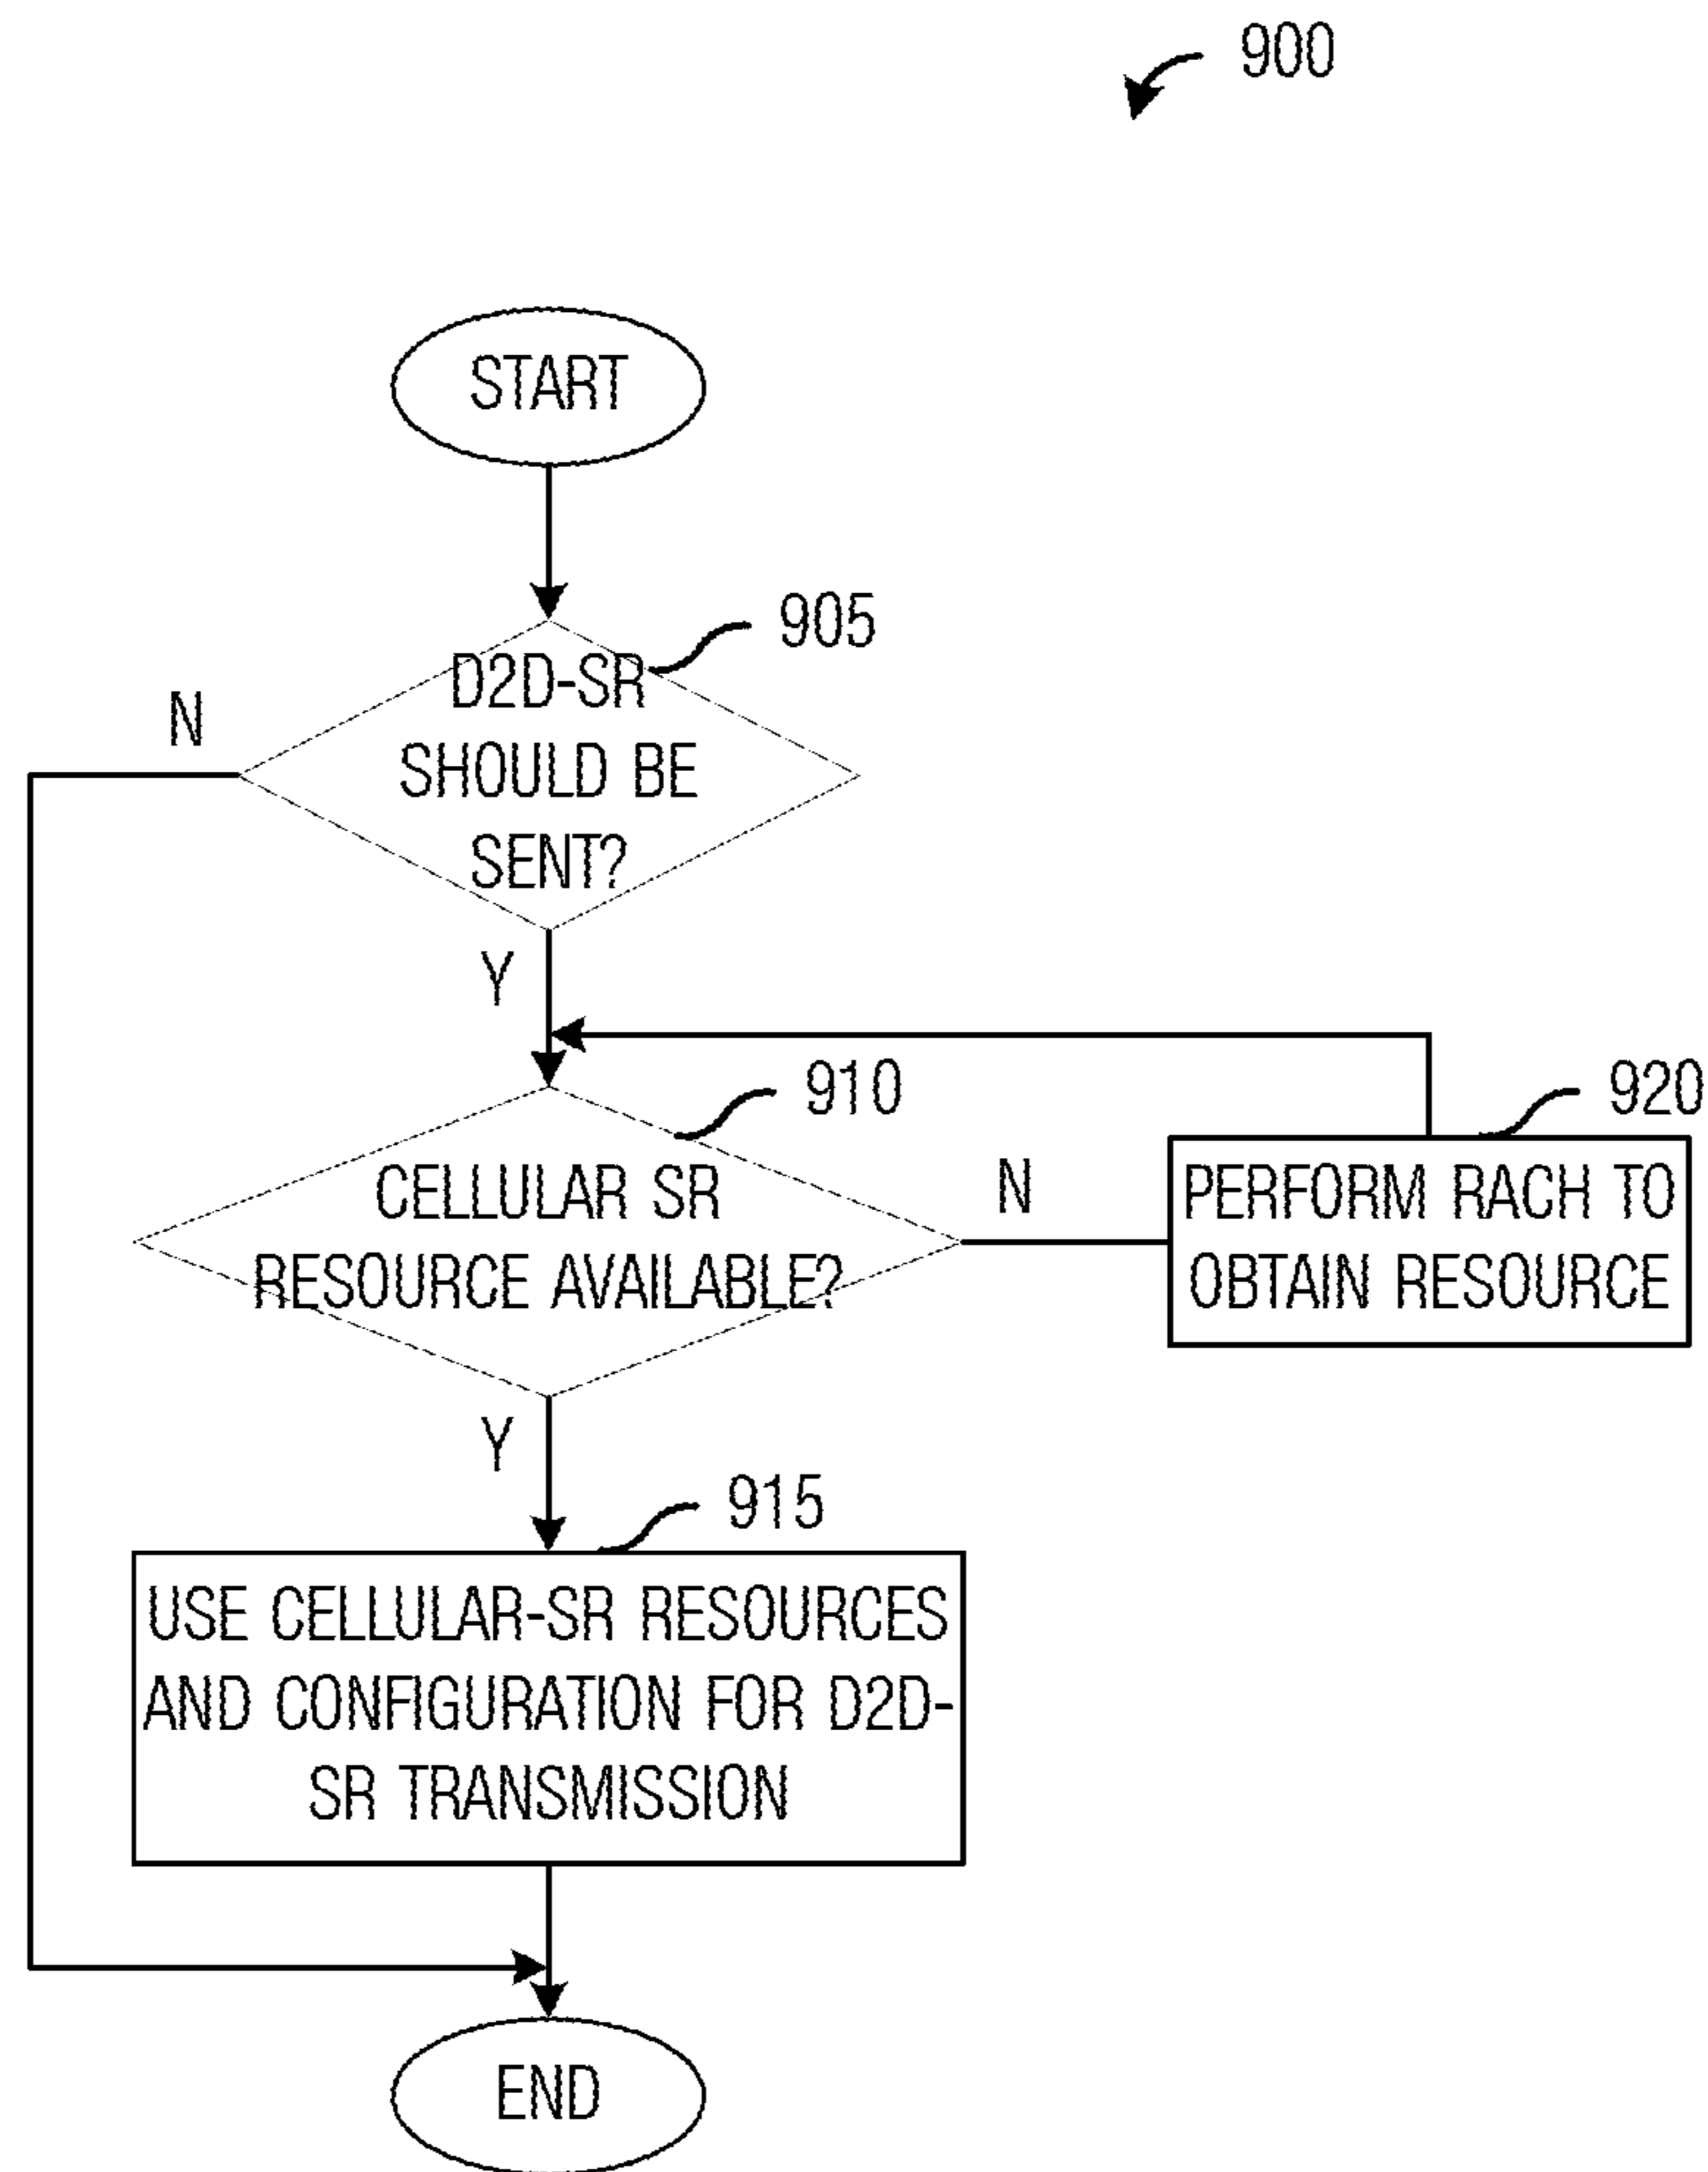 900
START
905
D2D-SR
SHOULD BE
SENT?
N
Y
910
CELLULAR SR
RESOURCE AVAILABLE?
N
920
PERFORM RACH TO
OBTAIN RESOURCE
Y
915
USE CELLULAR-SR RESOURCES
AND CONFIGURATION FOR D2D-
SR TRANSMISSION
END